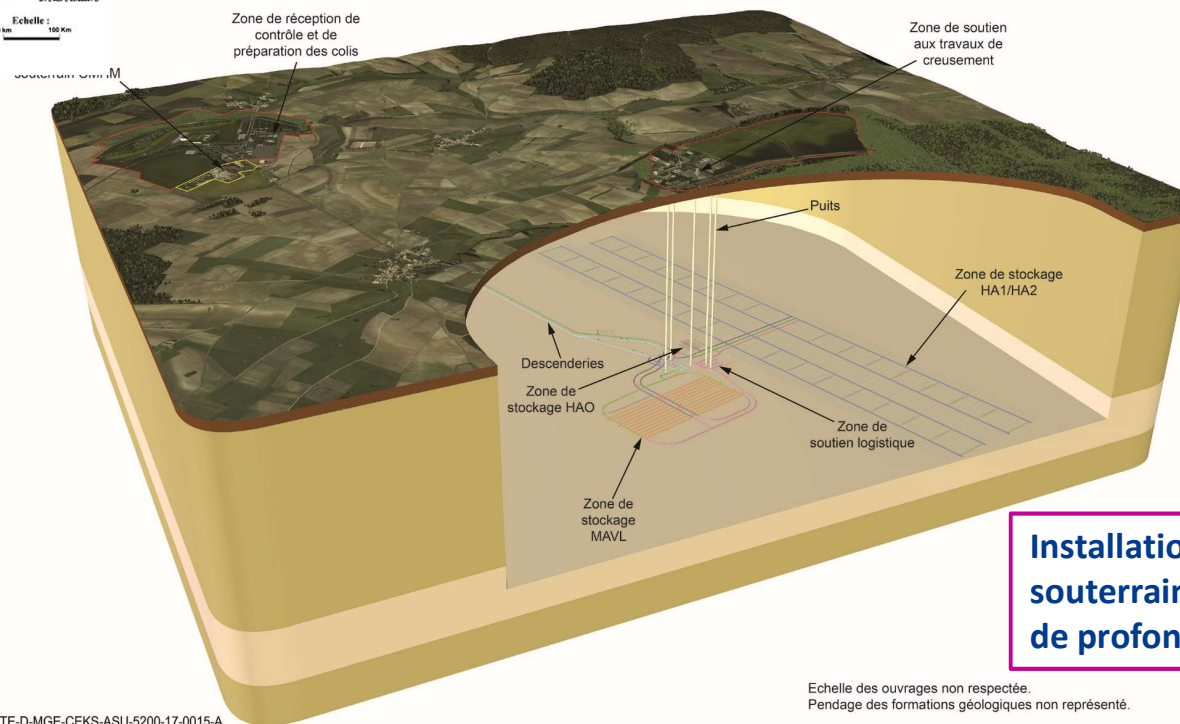 Echelle :
100 Km
Zone de réception de
contrôle et de
préparation des colis
Zone de soutien
aux travaux de
creusement
souterrain
Puits
Zone de stockage
HA1/HA2
Descenderies
Zone de
stockage HAO
Zone de
soutien logistique
Zone de
stockage
MAVL
Installatio
souterrain
de profon
Echelle des ouvrages non respectée.
Pendage des formations géologiques non représenté.
TE-D-MGE-CEKS-ASU-5200-17-0015-A